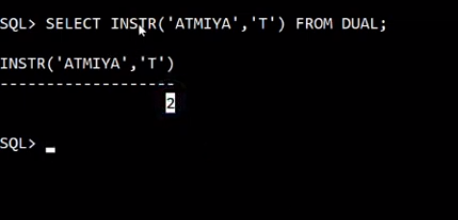 SQL> SELECT INSTR('ATMIYA','T') FROM DUAL;
INSTR('ATMIYA','T')
-------------------
2
SQL> _